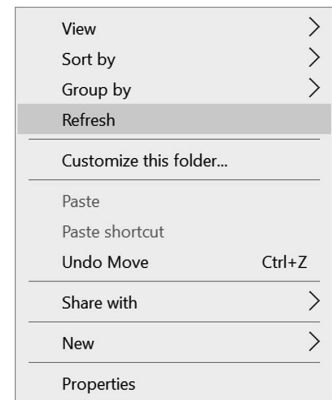 View
Sort by
Group by
Refresh
Customize this folder...
Paste
Paste shortcut
Undo Move Ctrl+Z
Share with
New
Properties